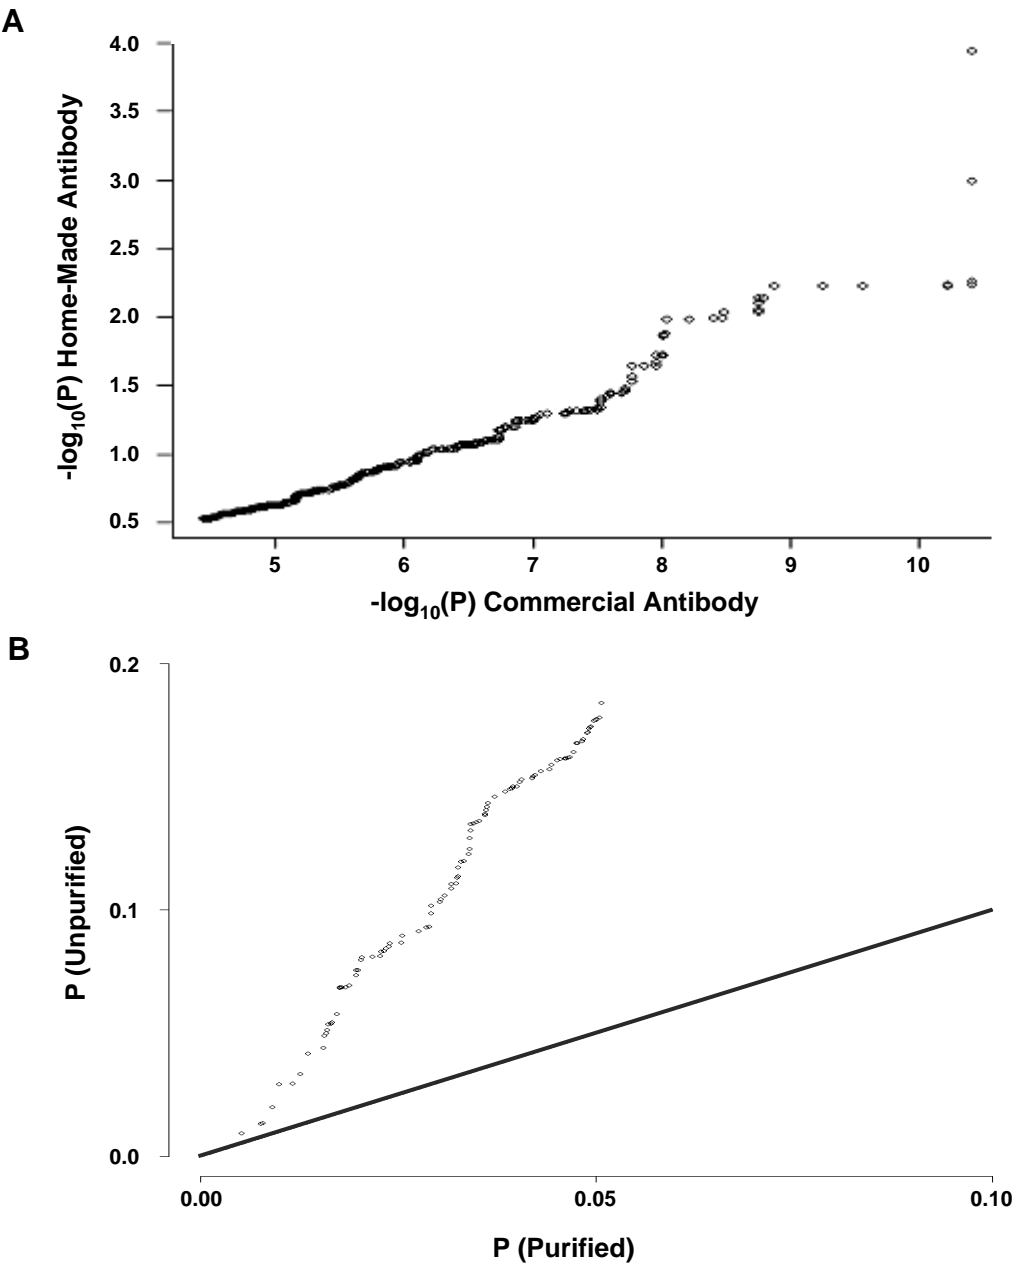 A
4.0
3.5
3.0
2.5
2.0
1.5
1.0
0.5
-log10(P) Home-Made Antibody
5 6 7 8 9 10
-log10(P) Commercial Antibody
B
0.2
0.1
0.0
P (Unpurified)
0.00 0.05 0.10
P (Purified)